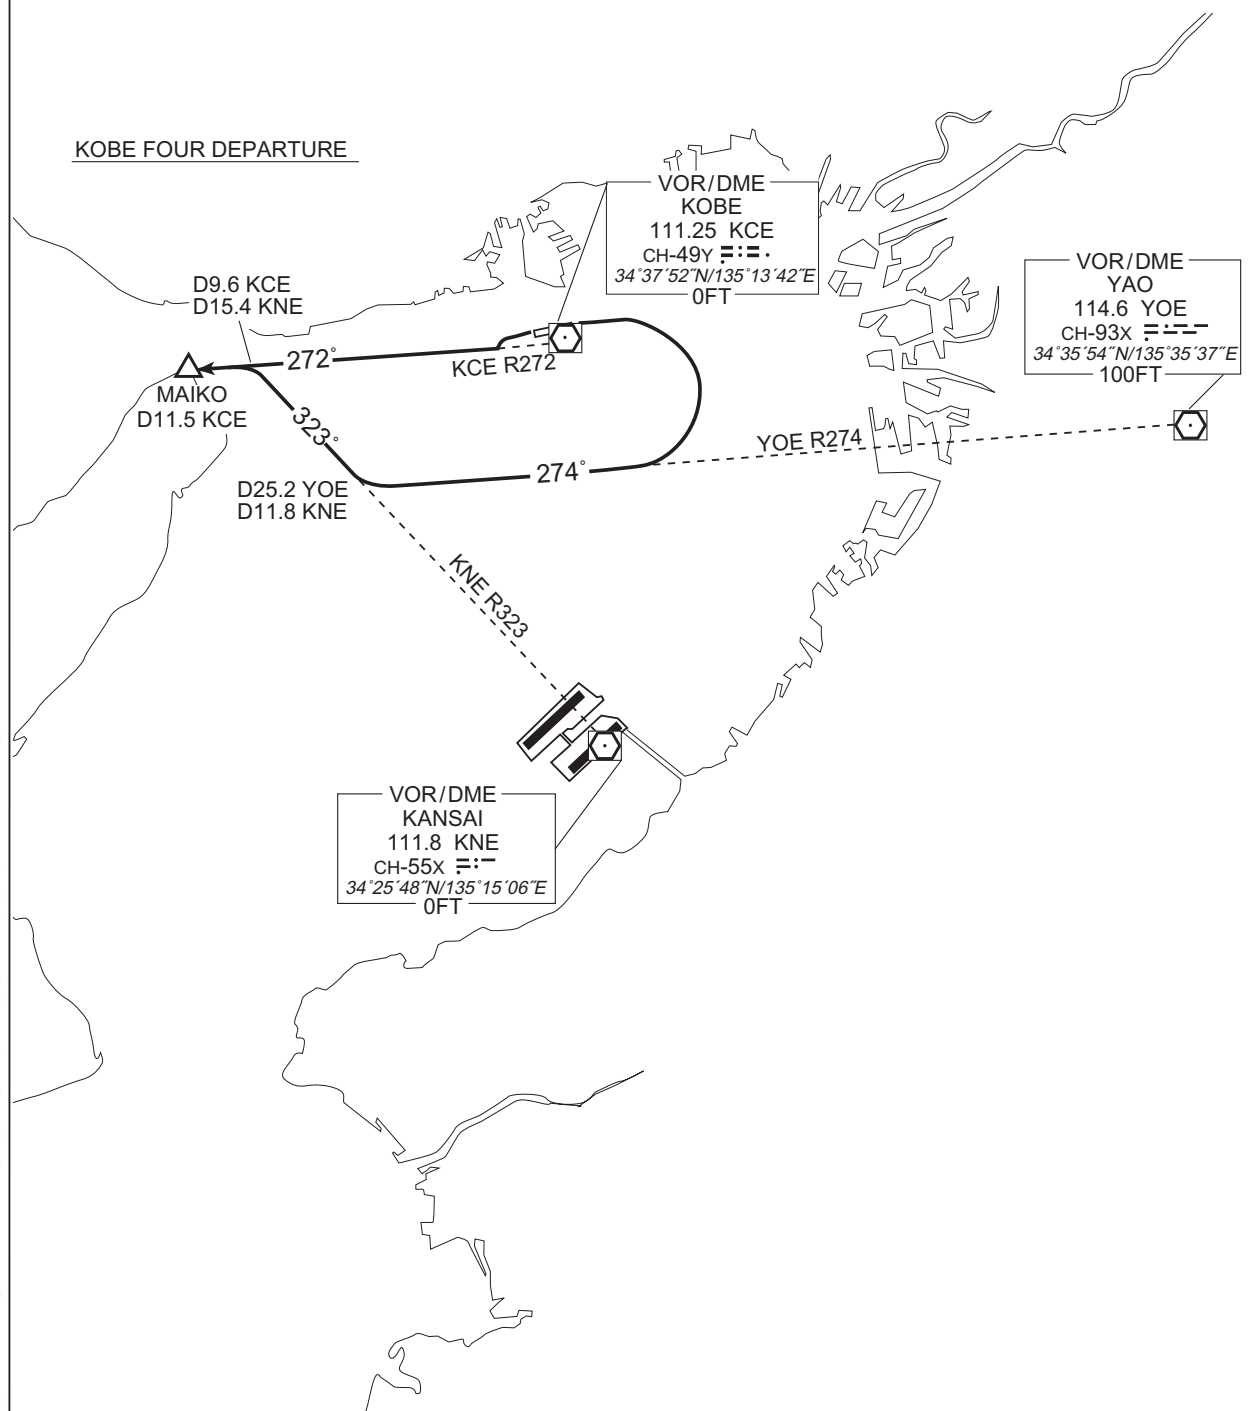 KOBE FOUR DEPARTURE
VOR/DME
KOBE
111.25 KCE
CH-49Y
34°37´52˝N/135°13´42˝E
0FT
VOR/DME
YAO
114.6 YOE
CH-93X
34°35´54˝N/135°35´37˝E
100FT
D9.6 KCE
D15.4 KNE
272°
KCE R272
MAIKO
D11.5 KCE
323°
YOE R274
274°
D25.2 YOE
D11.8 KNE
KNE R323
VOR/DME
KANSAI
111.8 KNE
CH-55X
34°25´48˝N/135°15´06˝E
0FT